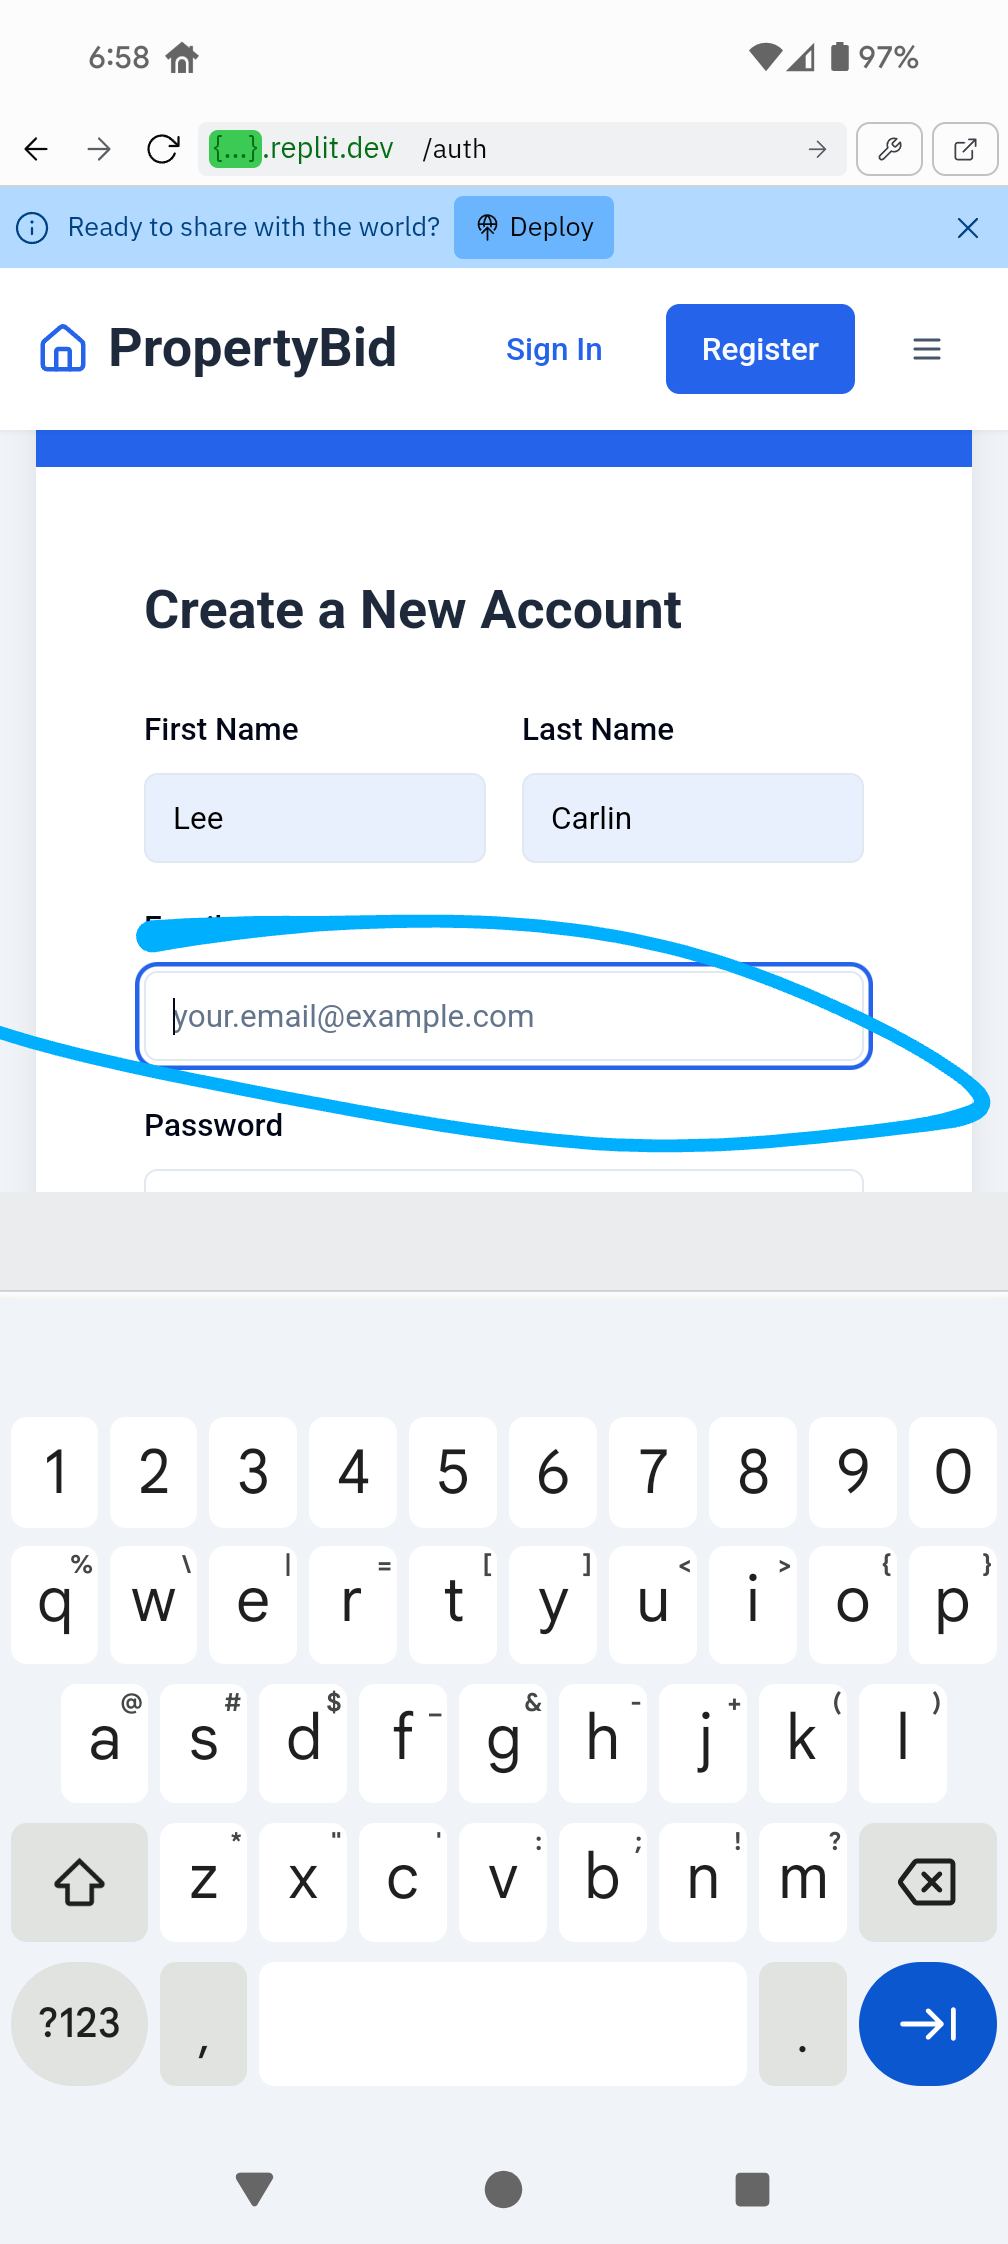 6:58 97%
{...}.replit.dev /auth
Ready to share with the world? Deploy
PropertyBid Sign In Register
Create a New Account
First Name Last Name
Lee Carlin
your.email@example.com
Password
1 2 3 4 5 6 7 8 9 0
% \ | = [ ] < > { }
q w e r t y u i o p
@ # $ _ & - + ( )
a s d f g h j k l
* " ' : ; ! ?
z x c v b n m
?123 , .